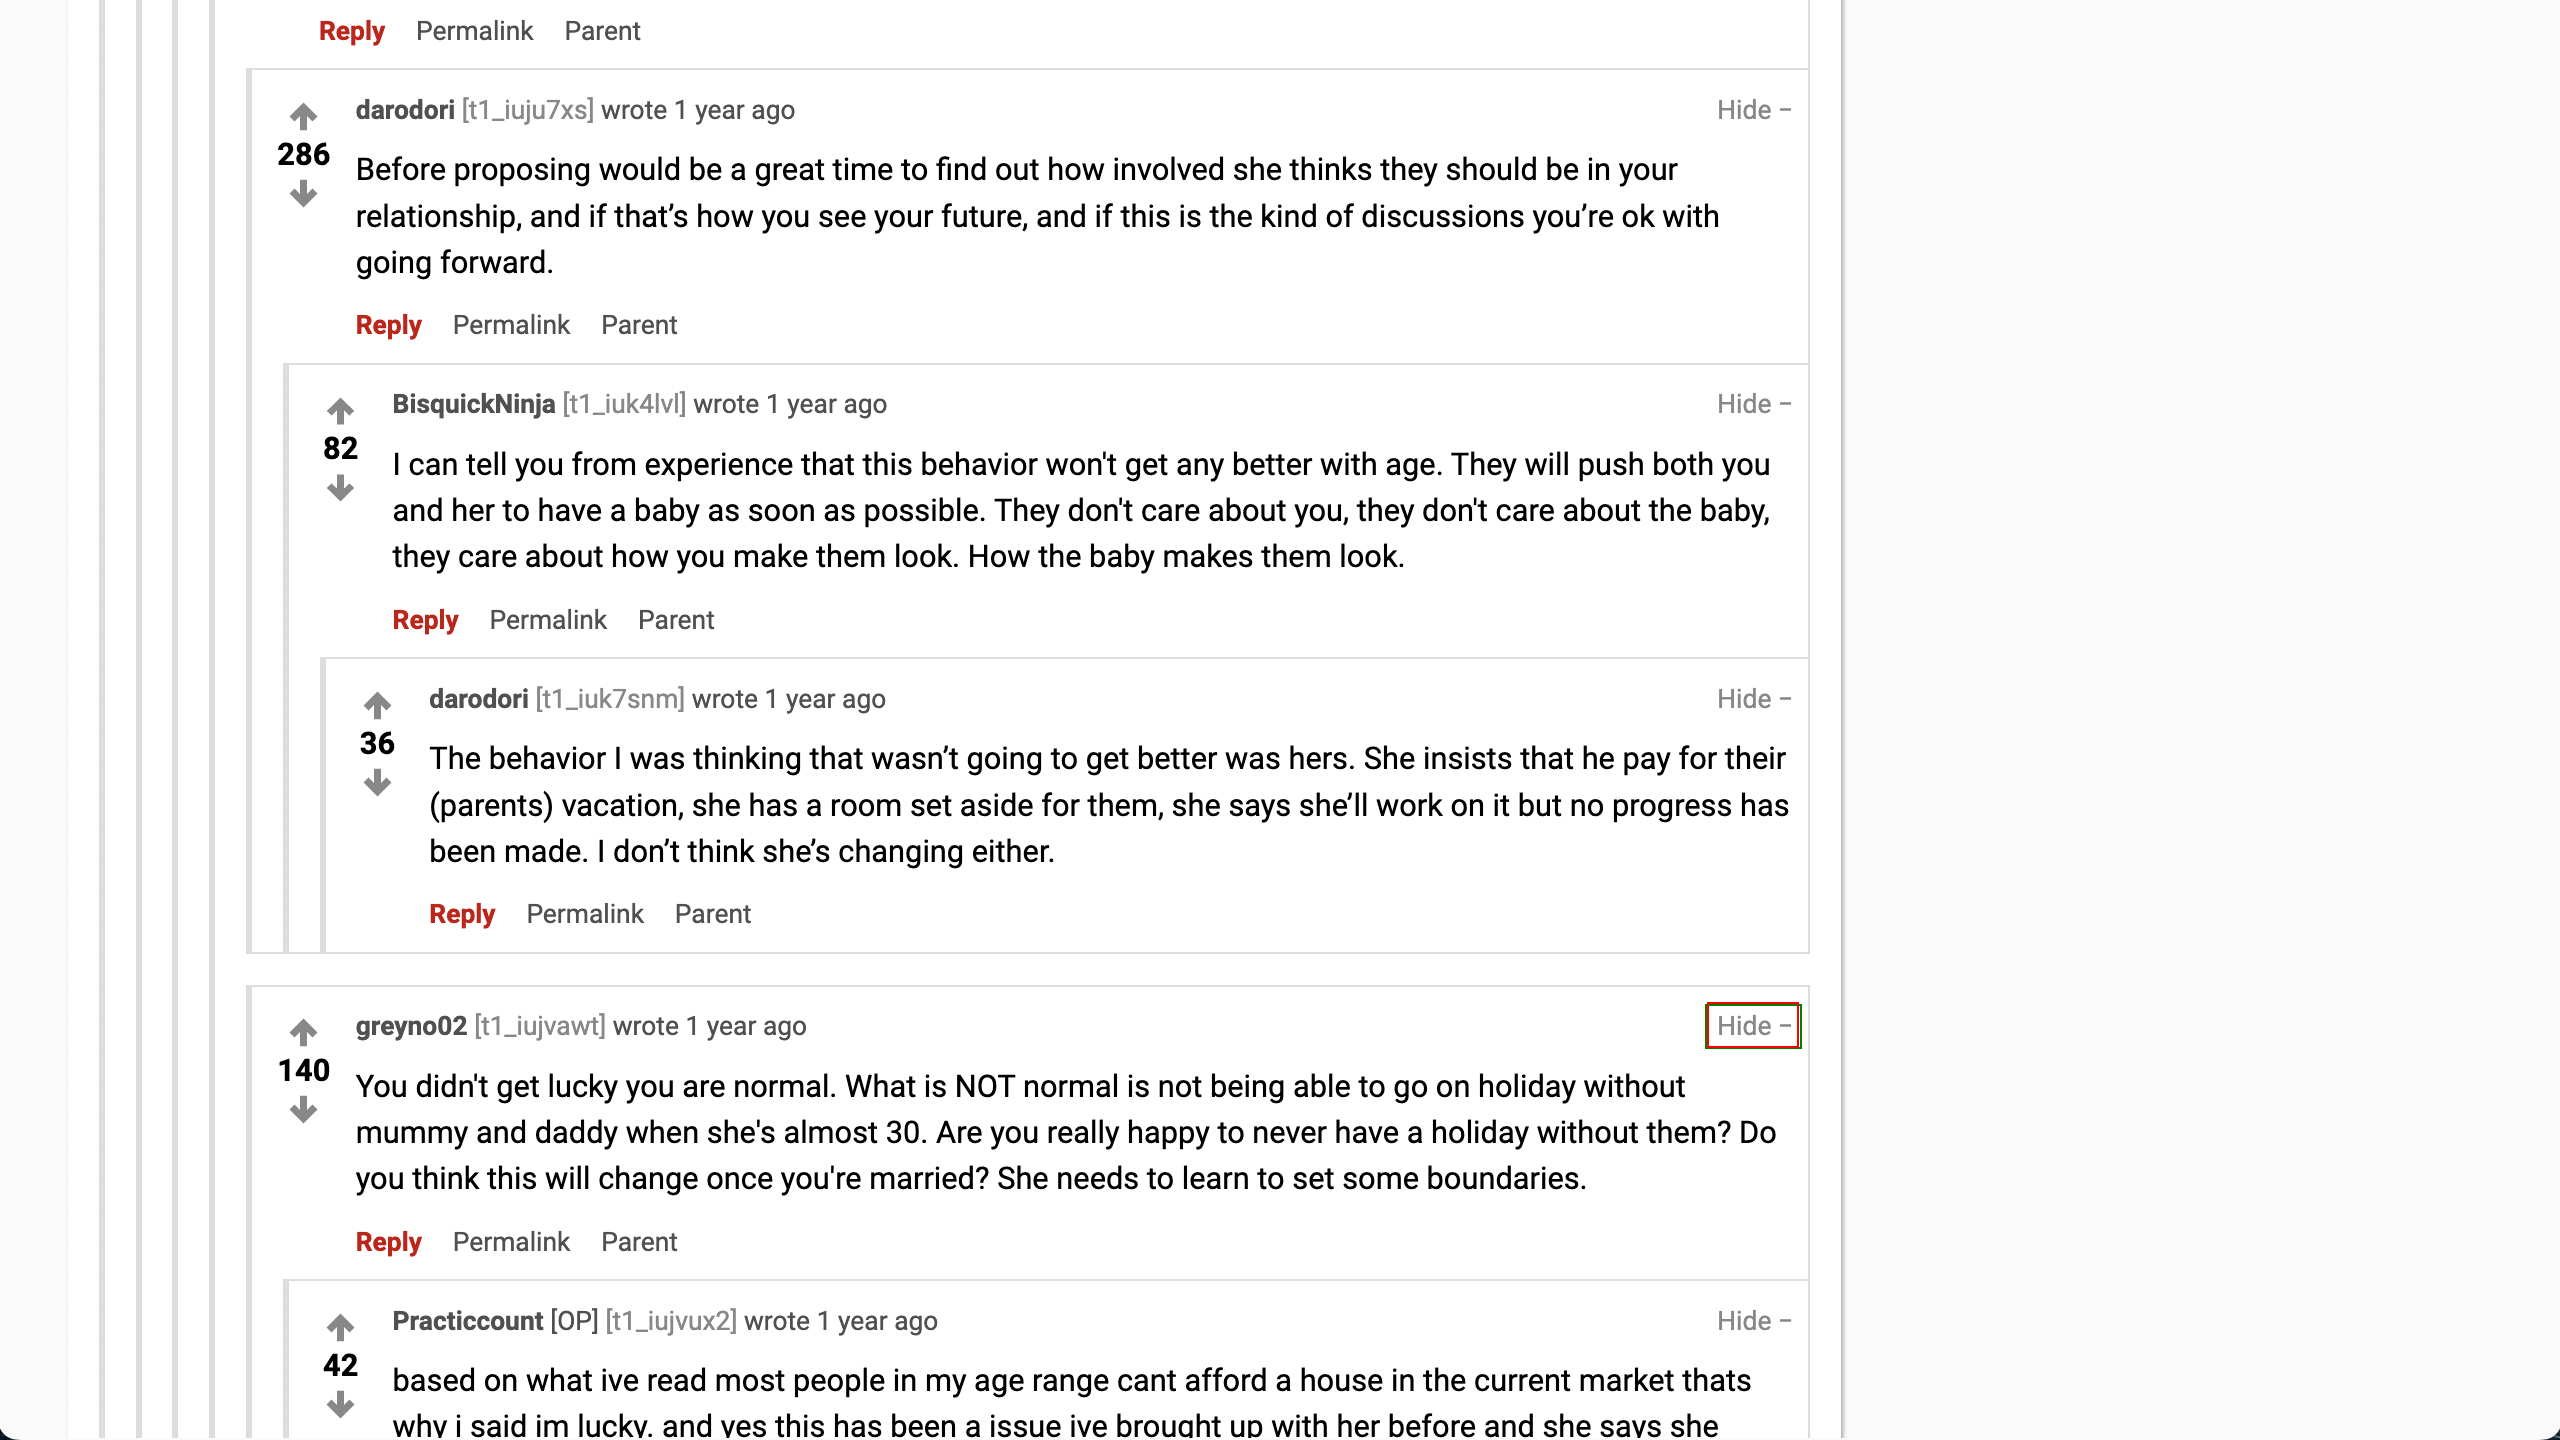 Reply Permalink Parent
darodori [t1_iuju7xs] wrote 1 year ago Hide −
286
Before proposing would be a great time to find out how involved she thinks they should be in your
relationship, and if that’s how you see your future, and if this is the kind of discussions you’re ok with
going forward.
Reply Permalink Parent
BisquickNinja [t1_iuk4lvl] wrote 1 year ago Hide −
82
I can tell you from experience that this behavior won't get any better with age. They will push both you
and her to have a baby as soon as possible. They don't care about you, they don't care about the baby,
they care about how you make them look. How the baby makes them look.
Reply Permalink Parent
darodori [t1_iuk7snm] wrote 1 year ago Hide −
36
The behavior I was thinking that wasn’t going to get better was hers. She insists that he pay for their
(parents) vacation, she has a room set aside for them, she says she’ll work on it but no progress has
been made. I don’t think she’s changing either.
Reply Permalink Parent
greyno02 [t1_iujvawt] wrote 1 year ago Hide −
140
You didn't get lucky you are normal. What is NOT normal is not being able to go on holiday without
mummy and daddy when she's almost 30. Are you really happy to never have a holiday without them? Do
you think this will change once you're married? She needs to learn to set some boundaries.
Reply Permalink Parent
Practiccount [OP] [t1_iujvux2] wrote 1 year ago Hide −
42
based on what ive read most people in my age range cant afford a house in the current market thats
why i said im lucky. and yes this has been a issue ive brought up with her before and she says she